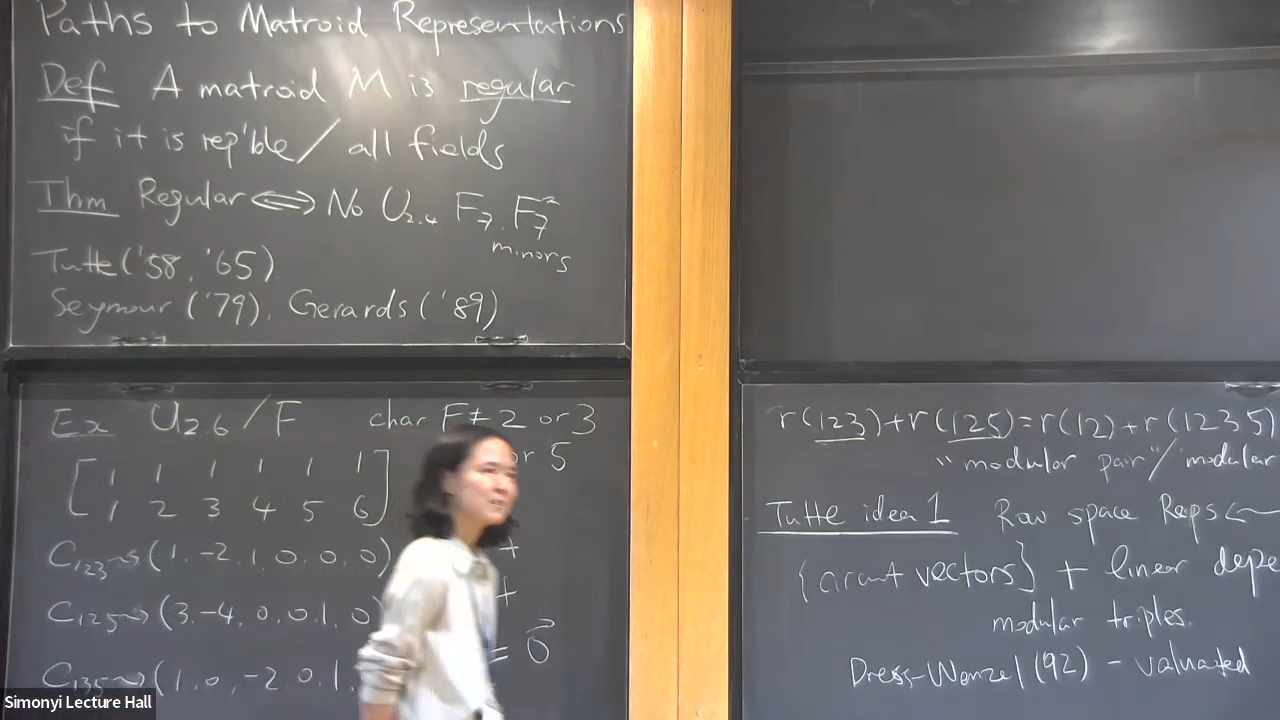 Paths to Matroid Representations
Def A matroid M is regular
if it is rep'ble / all fields
Thm Regular ⟺ No U2,4 F7, F7*
minors
Tutte ('58, '65).
Seymour ('79), Gerards ('89)
Ex U2,6 / F char F ≠ 2 or 3
or 5
[ 1 1 1 1 1 1 ]
[ 1 2 3 4 5 6 ]
C123 ⇝ (1, -2, 1, 0, 0, 0) +
C125 ⇝ (3, -4, 0, 0, 1, 0) +
C135 ⇝ (1, 0, -2, 0, 1, = 0⃗
r(123) + r(125) = r(12) + r(1235)
"modular pair" / modular
Tutte idea 1 Row space Reps ←
{circuit vectors} + linear depe
modular triples.
Dress-Wenzel (92) - valuated
Simonyi Lecture Hall